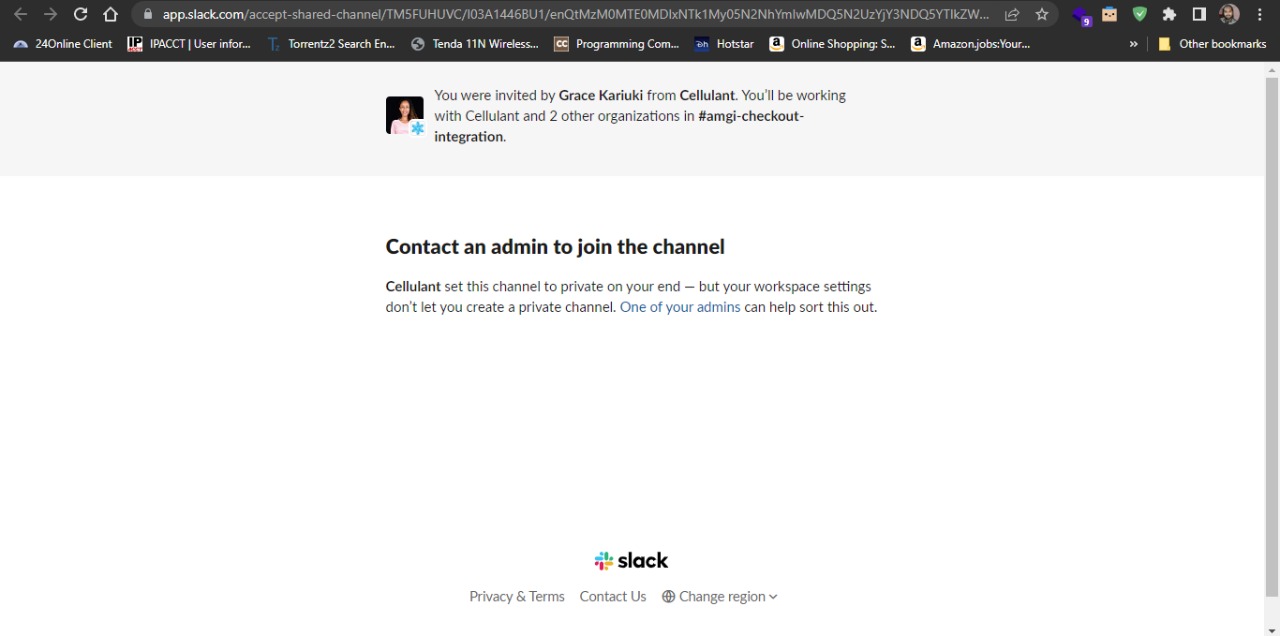 app.slack.com/accept-shared-channel/TM5FUHUVC/I03A1446BU1/enQtMzM0MTE0MDIxNTk1My05N2NhYmIwMDQ5N2UzYjY3NDQ5YTlkZW...
9
24Online Client IPACCT | User infor... Torrentz2 Search En... Tenda 11N Wireless... CC Programming Com... Hotstar Online Shopping: S... Amazon.jobs:Your... » Other bookmarks
You were invited by Grace Kariuki from Cellulant. You’ll be working
with Cellulant and 2 other organizations in #amgi-checkout-
integration.
Contact an admin to join the channel
Cellulant set this channel to private on your end — but your workspace settings
don’t let you create a private channel. One of your admins can help sort this out.
slack
Privacy & Terms Contact Us Change region